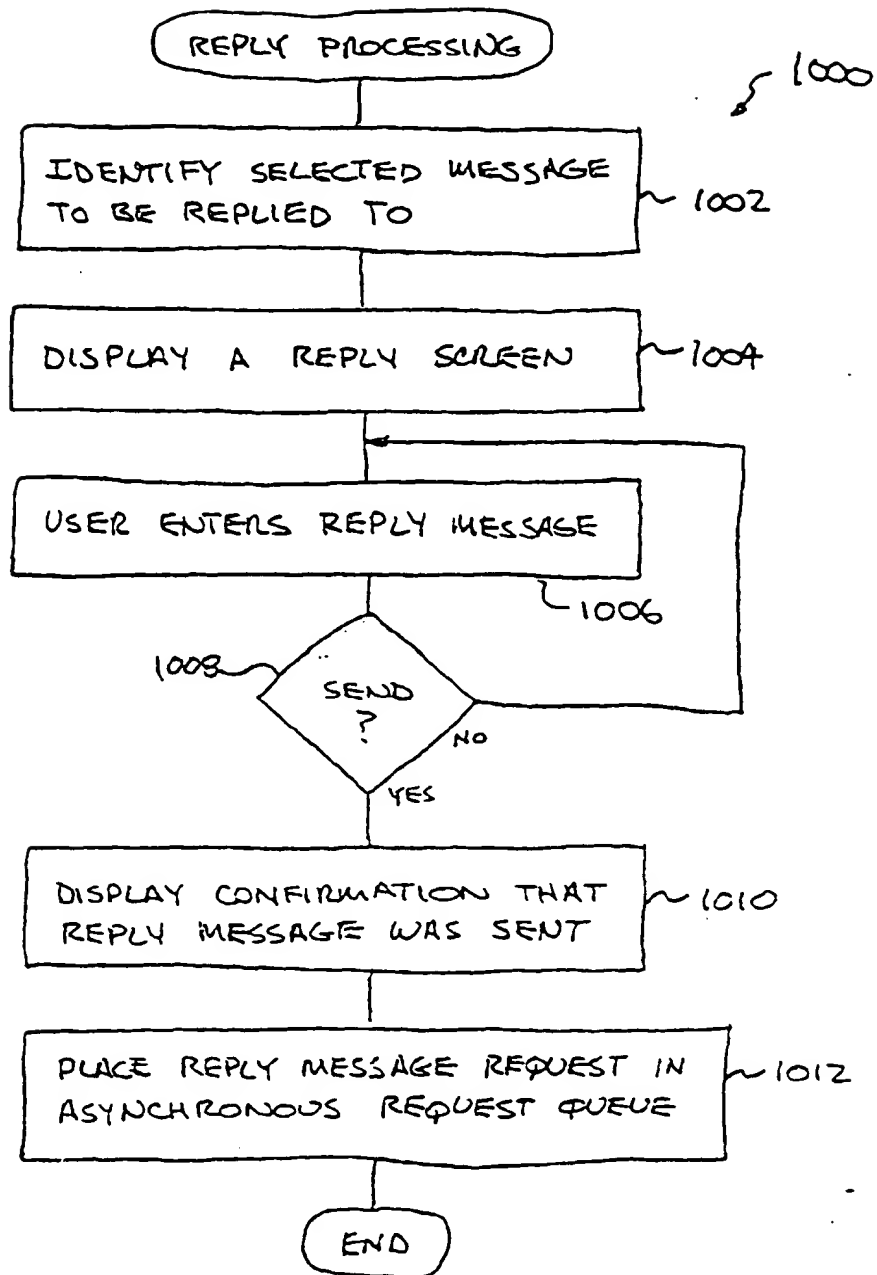 REPLY PROCESSING
1000
IDENTIFY SELECTED MESSAGE
TO BE REPLIED TO
1002
DISPLAY A REPLY SCREEN
1004
USER ENTERS REPLY MESSAGE
1006
1008
SEND
?
NO
YES
DISPLAY CONFIRMATION THAT
REPLY MESSAGE WAS SENT
1010
PLACE REPLY MESSAGE REQUEST IN
ASYNCHRONOUS REQUEST QUEUE
1012
END